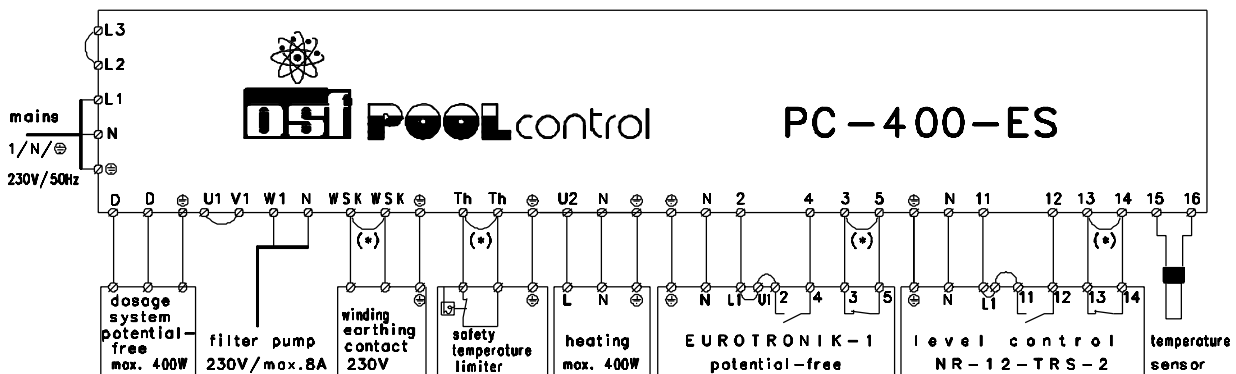 L3
L2
L1
N
⏚
mains
1/N/⏚
230V/50Hz
OSF POOL control
PC-400-ES
D D ⏚ U1 V1 W1 N WSK WSK ⏚ Th Th ⏚ U2 N ⏚ ⏚ N 2 4 3 5 ⏚ N 11 12 13 14 15 16
(*) (*) (*) (*)
⏚ ϑ ⏚ L N ⏚ ⏚ N L1 U1 2 4 3 5 ⏚ N L1 11 12 13 14
dosage
system
potential-
free
max. 400W
filter pump
230V/max.8A
winding
earthing
contact
230V
safety
temperature
limiter
heating
max. 400W
EUROTRONIK-1
potential-free
level control
NR-12-TRS-2
temperature
sensor